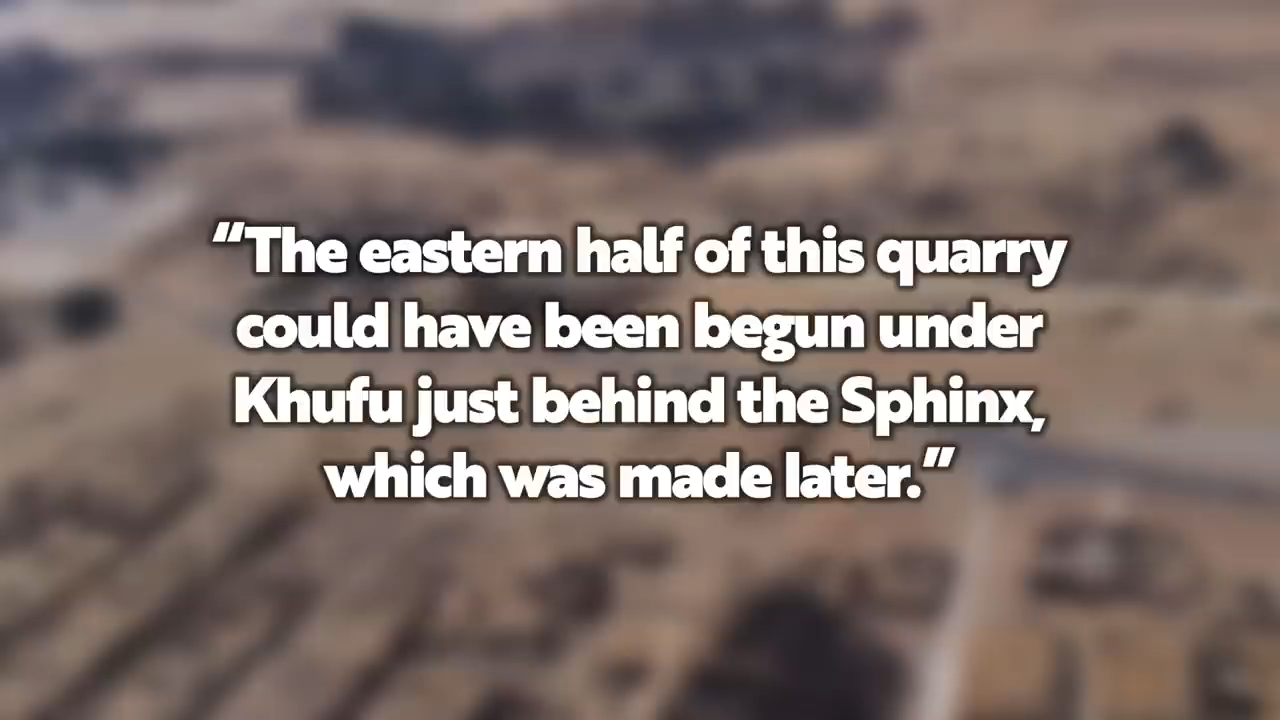 “The eastern half of this quarry
could have been begun under
Khufu just behind the Sphinx,
which was made later.”